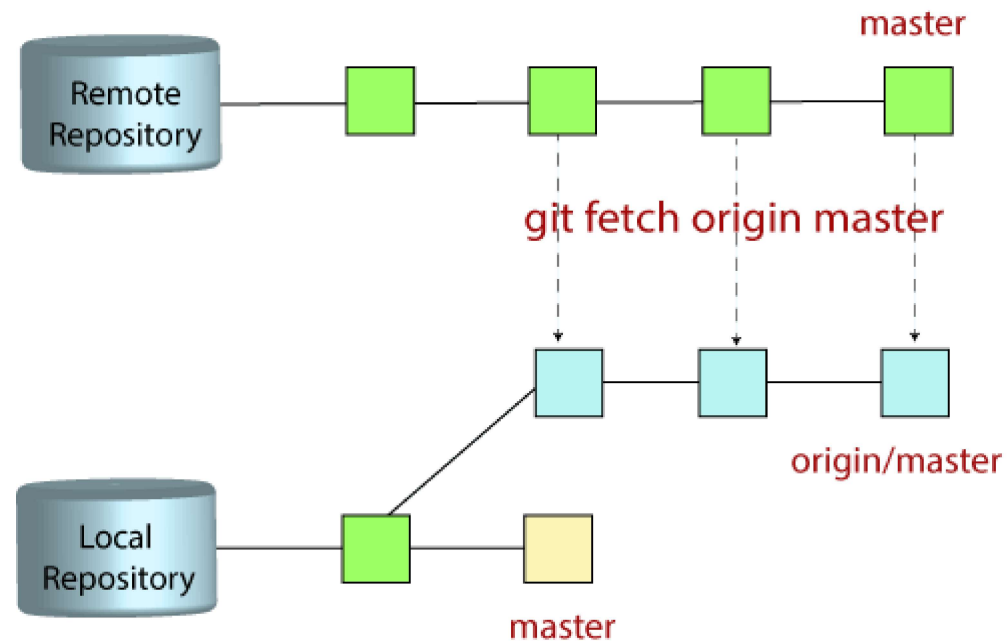 master
Remote
Repository
git fetch origin master
origin/master
Local
Repository
master